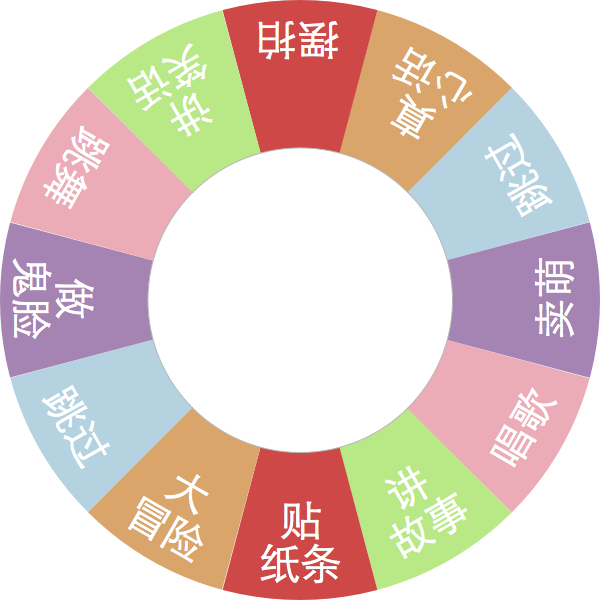 摆拍
真
心话
跳过
卖萌
唱歌
讲
故事
贴
纸条
大
冒险
跳过
做
鬼脸
跳舞
讲
笑话